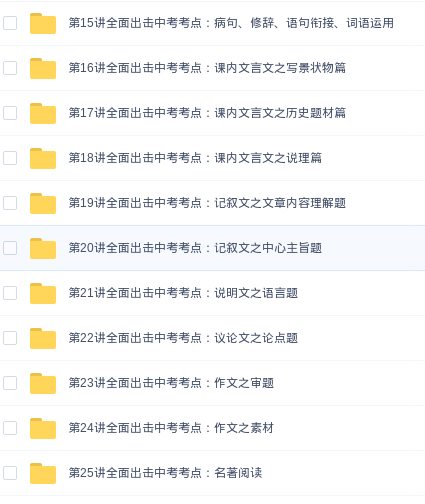 第15讲全面出击中考考点：病句、修辞、语句衔接、词语运用
第16讲全面出击中考考点：课内文言文之写景状物篇
第17讲全面出击中考考点：课内文言文之历史题材篇
第18讲全面出击中考考点：课内文言文之说理篇
第19讲全面出击中考考点：记叙文之文章内容理解题
第20讲全面出击中考考点：记叙文之中心主旨题
第21讲全面出击中考考点：说明文之语言题
第22讲全面出击中考考点：议论文之论点题
第23讲全面出击中考考点：作文之审题
第24讲全面出击中考考点：作文之素材
第25讲全面出击中考考点：名著阅读